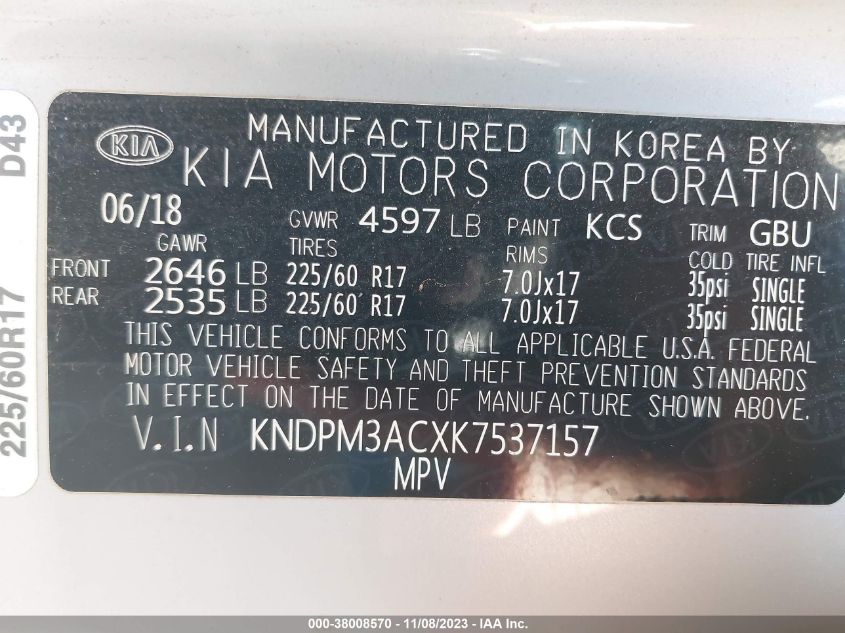 225/60R17 D43
KIA
MANUFACTURED IN KOREA BY
KIA MOTORS CORPORATION
06/18 GVWR 4597 LB PAINT KCS TRIM GBU
GAWR TIRES RIMS COLD TIRE INFL
FRONT 2646 LB 225/60 R17 7.0Jx17 35psi SINGLE
REAR 2535 LB 225/60 R17 7.0Jx17 35psi SINGLE
THIS VEHICLE CONFORMS TO ALL APPLICABLE U.S.A. FEDERAL
MOTOR VEHICLE SAFETY AND THEFT PREVENTION STANDARDS
IN EFFECT ON THE DATE OF MANUFACTURE SHOWN ABOVE.
V.I.N KNDPM3ACXK7537157
MPV
000-38008570 - 11/08/2023 - IAA Inc.